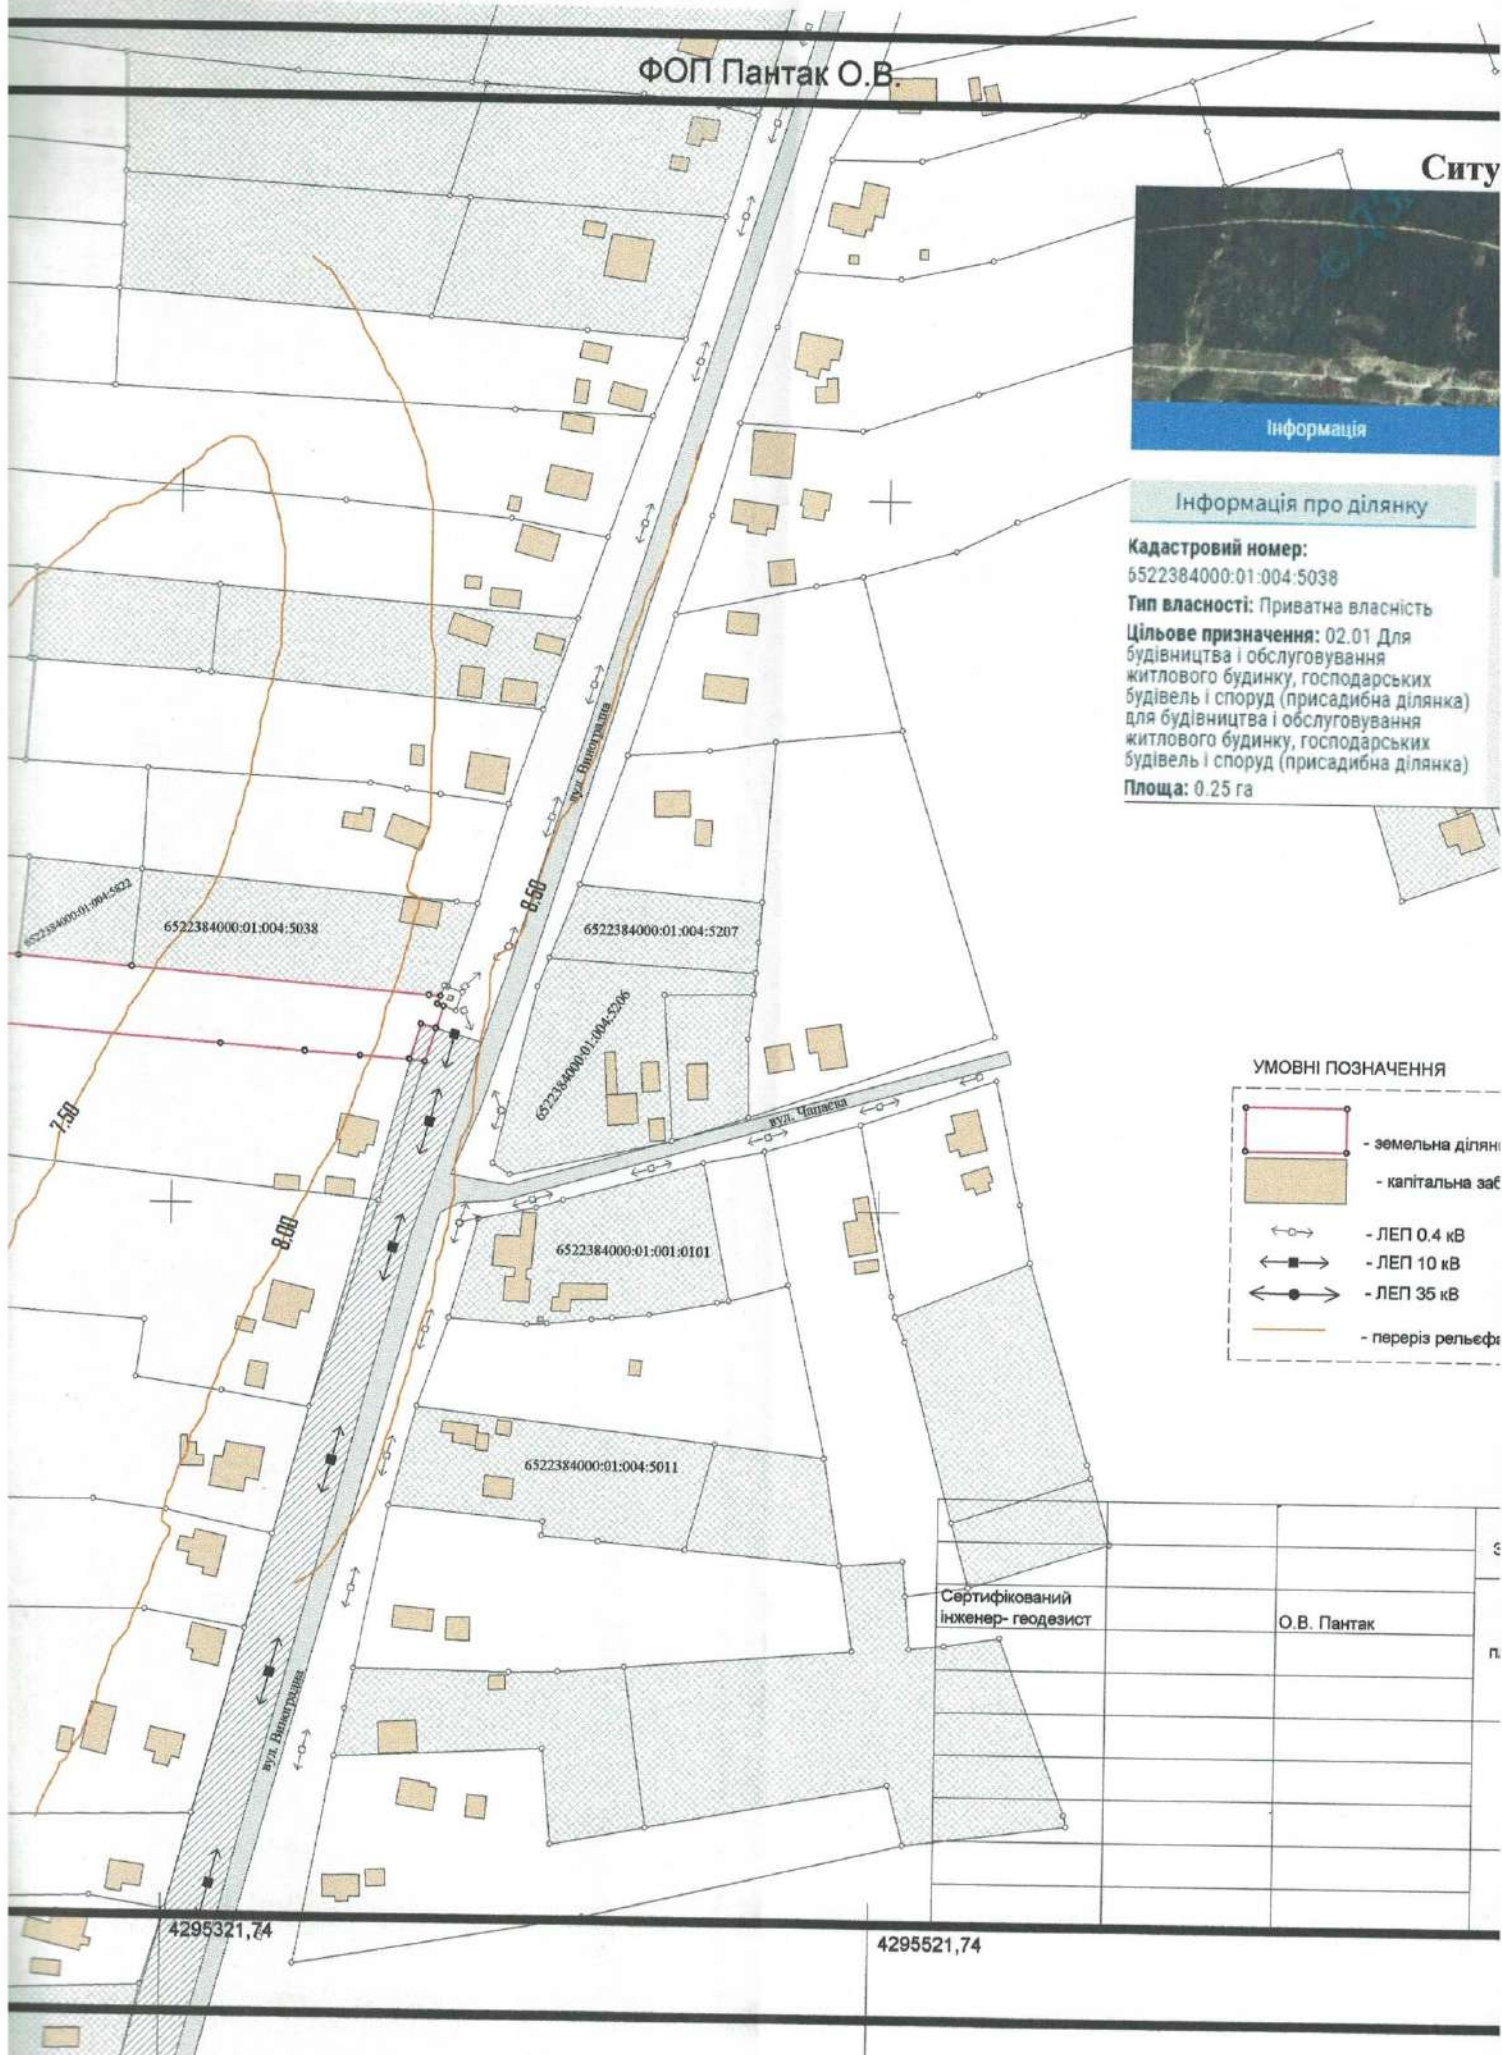 ФОП Пантак О.В.
Ситу
Інформація
Інформація про ділянку
Кадастровий номер:
6522384000:01:004:5038
Тип власності: Приватна власність
Цільове призначення: 02.01 Для
будівництва і обслуговування
житлового будинку, господарських
будівель і споруд (присадибна ділянка)
для будівництва і обслуговування
житлового будинку, господарських
будівель і споруд (присадибна ділянка)
Площа: 0.25 га
вул. Виноградна
8.50
6522384000:01:004:5822
6522384000:01:004:5038
6522384000:01:004:5207
6522384000:01:004:5206
7.50
вул. Чапаєва
8.00
6522384000:01:001:0101
6522384000:01:004:5011
вул. Виноградна
УМОВНІ ПОЗНАЧЕННЯ
- земельна ділян
- капітальна заб
- ЛЕП 0.4 кВ
- ЛЕП 10 кВ
- ЛЕП 35 кВ
- переріз рельєфа
Сертифікований
інженер- геодезист
О.В. Пантак
4295321,74
4295521,74